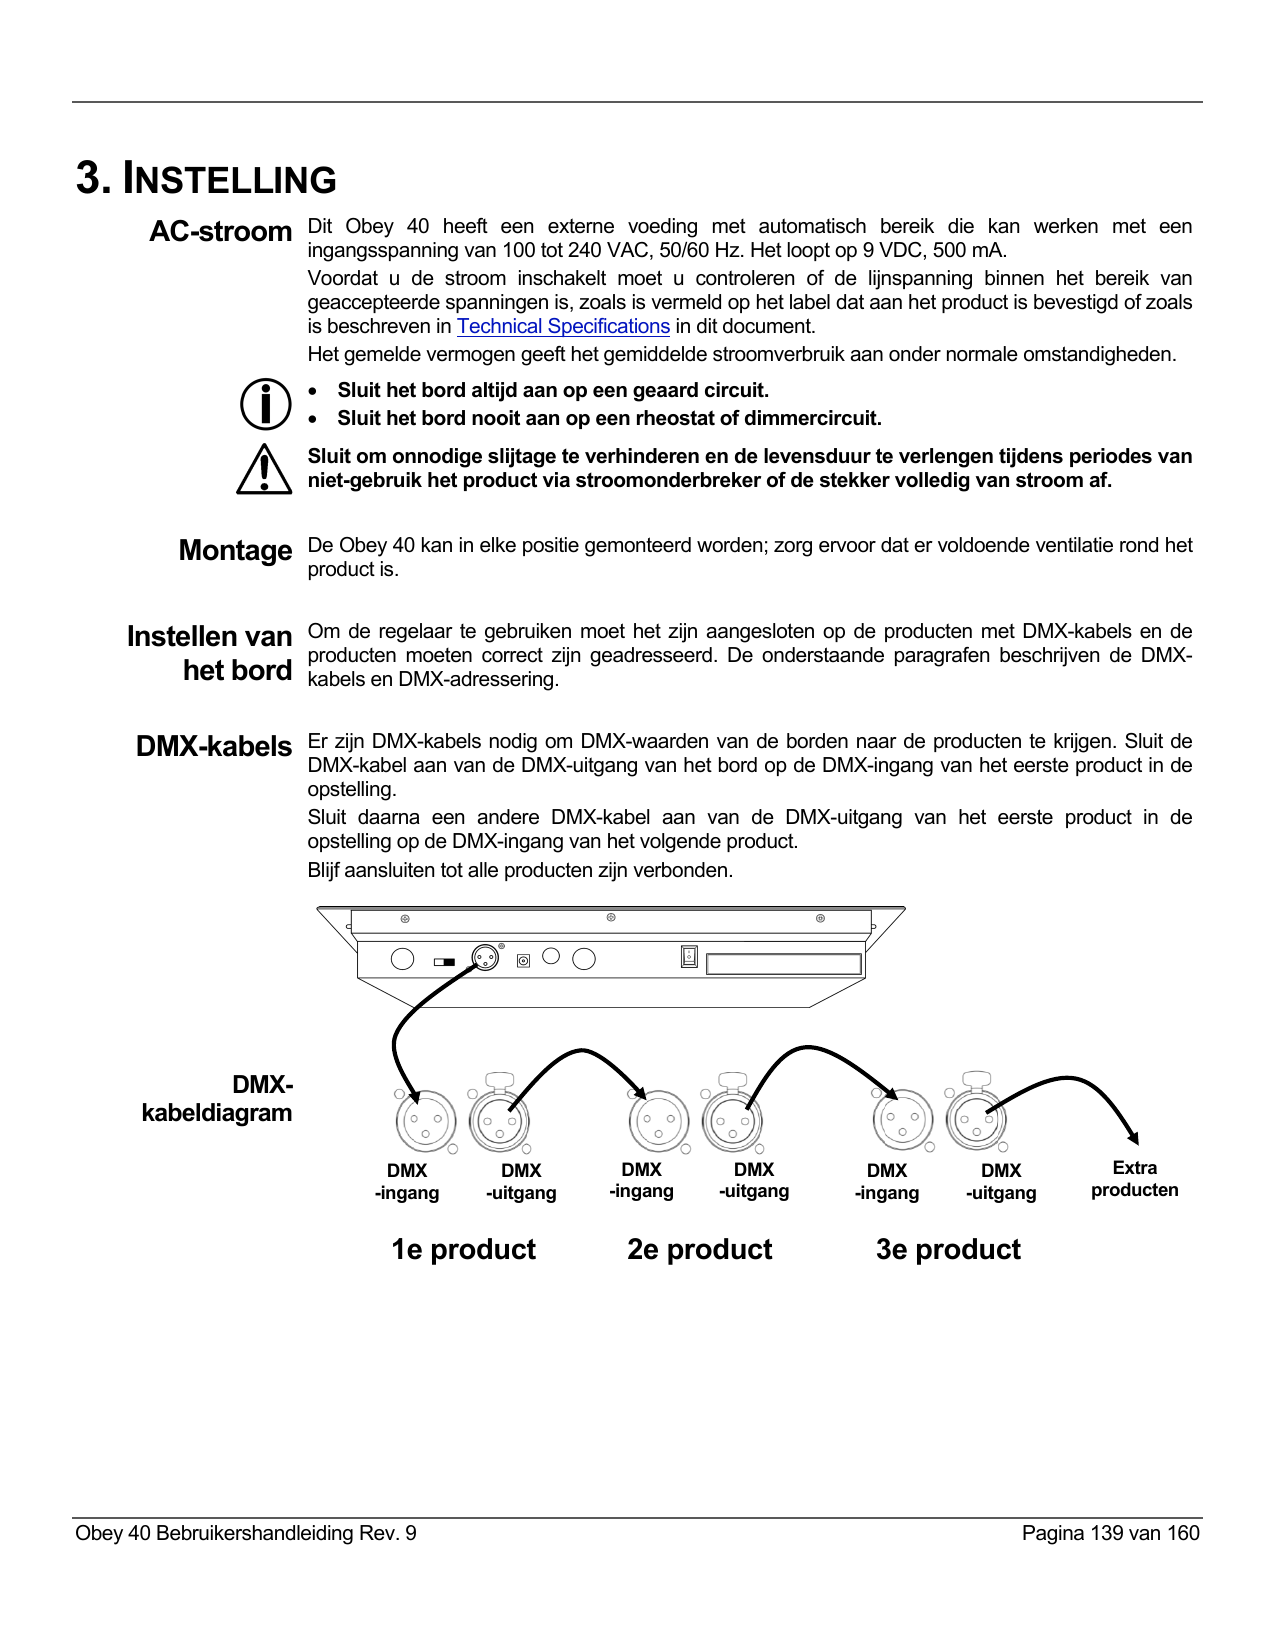 3. INSTELLING
AC-stroom
Dit Obey 40 heeft een externe voeding met automatisch bereik die kan werken met een
ingangsspanning van 100 tot 240 VAC, 50/60 Hz. Het loopt op 9 VDC, 500 mA.
Voordat u de stroom inschakelt moet u controleren of de lijnspanning binnen het bereik van
geaccepteerde spanningen is, zoals is vermeld op het label dat aan het product is bevestigd of zoals
is beschreven in Technical Specifications in dit document.
Het gemelde vermogen geeft het gemiddelde stroomverbruik aan onder normale omstandigheden.
• Sluit het bord altijd aan op een geaard circuit.
• Sluit het bord nooit aan op een rheostat of dimmercircuit.
Sluit om onnodige slijtage te verhinderen en de levensduur te verlengen tijdens periodes van
niet-gebruik het product via stroomonderbreker of de stekker volledig van stroom af.
Montage
De Obey 40 kan in elke positie gemonteerd worden; zorg ervoor dat er voldoende ventilatie rond het
product is.
Instellen van
het bord
Om de regelaar te gebruiken moet het zijn aangesloten op de producten met DMX-kabels en de
producten moeten correct zijn geadresseerd. De onderstaande paragrafen beschrijven de DMX-
kabels en DMX-adressering.
DMX-kabels
Er zijn DMX-kabels nodig om DMX-waarden van de borden naar de producten te krijgen. Sluit de
DMX-kabel aan van de DMX-uitgang van het bord op de DMX-ingang van het eerste product in de
opstelling.
Sluit daarna een andere DMX-kabel aan van de DMX-uitgang van het eerste product in de
opstelling op de DMX-ingang van het volgende product.
Blijf aansluiten tot alle producten zijn verbonden.
DMX-
kabeldiagram
DMX
-ingang
DMX
-uitgang
DMX
-ingang
DMX
-uitgang
DMX
-ingang
DMX
-uitgang
Extra
producten
1e product
2e product
3e product
Obey 40 Bebruikershandleiding Rev. 9
Pagina 139 van 160